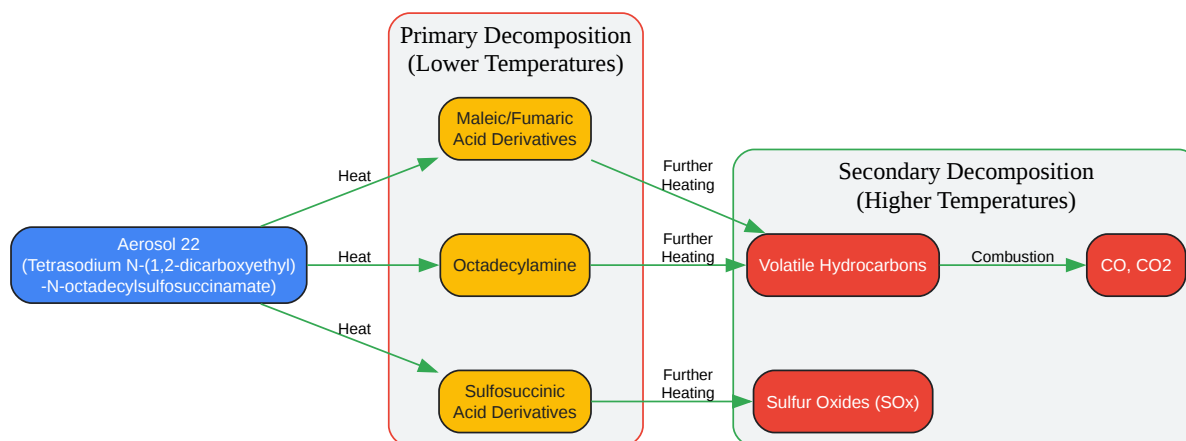 Primary Decomposition
(Lower Temperatures)
Maleic/Fumaric
Acid Derivatives
Heat
Further
Heating
Secondary Decomposition
(Higher Temperatures)
Aerosol 22
(Tetrasodium N-(1,2-dicarboxyethyl)
-N-octadecylsulfosuccinamate)
Heat
Octadecylamine
Further
Heating
Volatile Hydrocarbons
Combustion
CO, CO2
Heat
Sulfosuccinic
Acid Derivatives
Further
Heating
Sulfur Oxides (SOx)